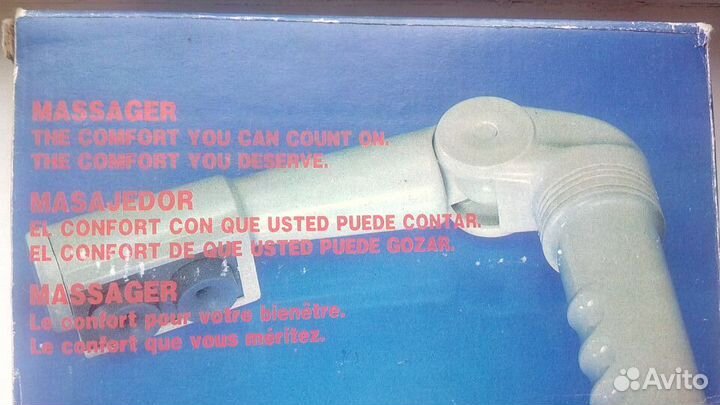 MASSAGER
THE COMFORT YOU CAN COUNT ON.
THE COMFORT YOU DESERVE.
MASAJEDOR
EL CONFORT CON QUE USTED PUEDE CONTAR.
EL CONFORT DE QUE USTED PUEDE GOZAR.
MASSAGER
Le confort pour votre bienêtre.
Le confort que vous méritez.
Avito